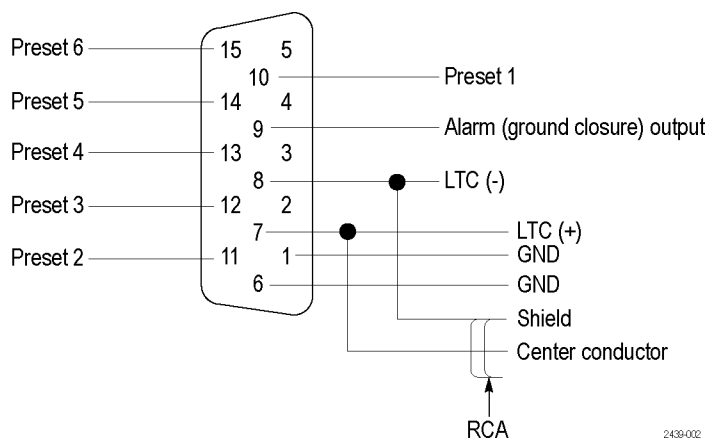 Preset 6 15 5
10 Preset 1
Preset 5 14 4
9 Alarm (ground closure) output
Preset 4 13 3
8 LTC (-)
Preset 3 12 2
7 LTC (+)
Preset 2 11 1 GND
6 GND
Shield
Center conductor
RCA
2439-002